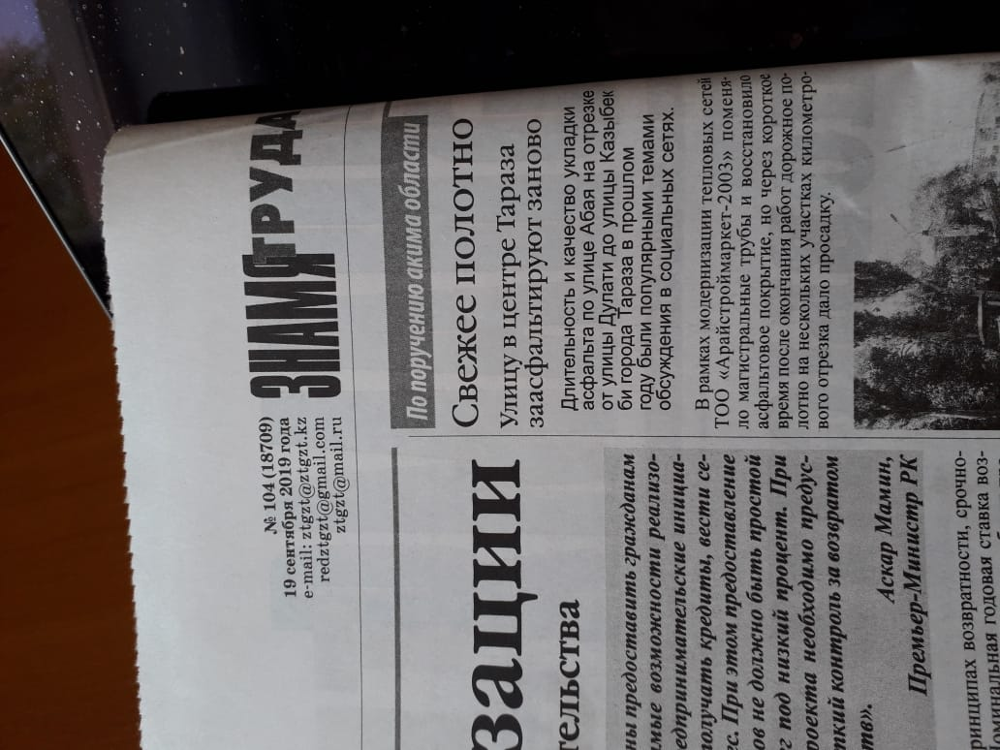 № 104 (18709)
19 сентября 2019 года
e-mail: ztgzt@ztgzt.kz
redztgzt@gmail.com
ztgzt@mail.ru
ЗНАМЯ
ТРУДА
зации
тельства
ны предоставить гражданам
мые возможности реализо-
едпринимательские инициа-
получать кредиты, вести се-
ес. При этом предоставление
ов не должно быть простой
г под низкий процент. При
роекта необходимо предус-
кий контроль за возвратом
тв».
Аскар Мамин,
Премьер-Министр РК
ринципах возвратности, срочно-
омиальная годовая ставка воз-
По поручению акима области
Свежее полотно
Улицу в центре Тараза
заасфальтируют заново
Длительность и качество укладки
асфальта по улице Абая на отрезке
от улицы Дулати до улицы Казыбек
би города Тараза в прошлом
году были популярными темами
обсуждения в социальных сетях.
В рамках модернизации тепловых сетей
ТОО «Арайстроймаркет-2003» поменя-
ло магистральные трубы и восстановило
асфальтовое покрытие, но через короткое
время после окончания работ дорожное по-
лотно на нескольких участках километро-
вого отрезка дало просадку.